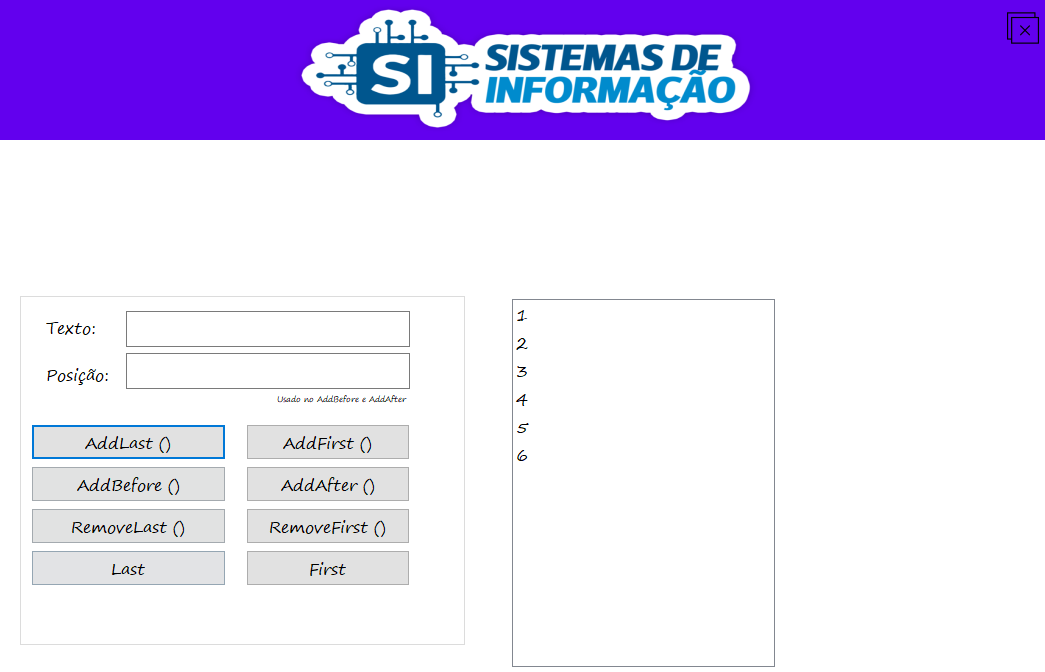 SI SISTEMAS DE
INFORMAÇÃO
Texto:
Posição:
Usado no AddBefore e AddAfter
AddLast () AddFirst ()
AddBefore () AddAfter ()
RemoveLast () RemoveFirst ()
Last First
1
2
3
4
5
6